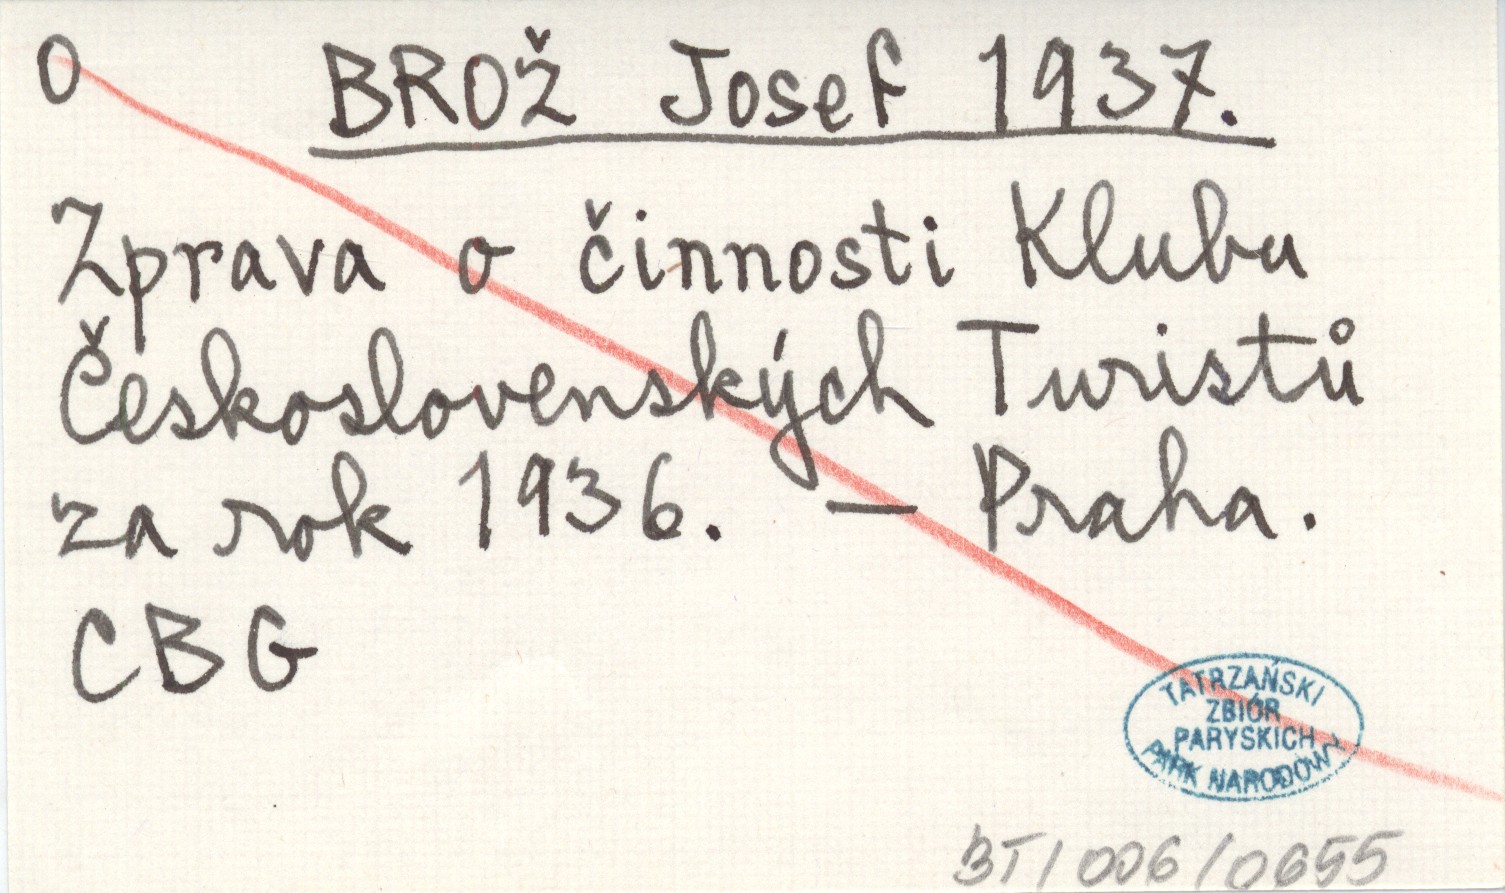 O BROŽ Josef 1937.
Zprava o činnosti Klubu
Československých Turistů
za rok 1936. — Praha.
CBG
TATRZAŃSKI
ZBIÓR
PARYSKICH
PARK NARODOWY
BT/006/0655